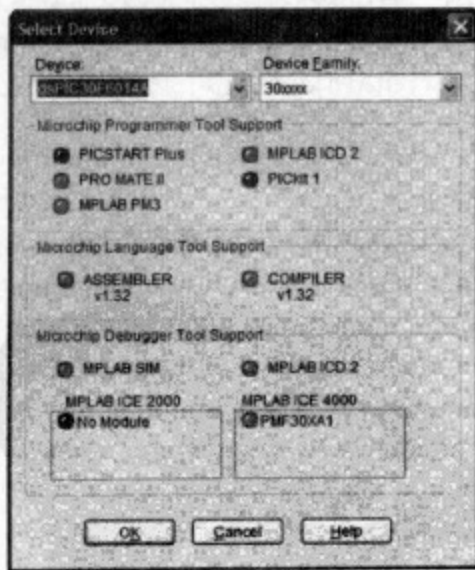 Select Device
Device: Device Family:
dsPIC30F6014A 30xxxx
Microchip Programmer Tool Support
PICSTART Plus MPLAB ICD 2
PRO MATE II PICkit 1
MPLAB PM3
Microchip Language Tool Support
ASSEMBLER COMPILER
v1.32 v1.32
Microchip Debugger Tool Support
MPLAB SIM MPLAB ICD 2
MPLAB ICE 2000 MPLAB ICE 4000
No Module PMF30XA1
OK Cancel Help